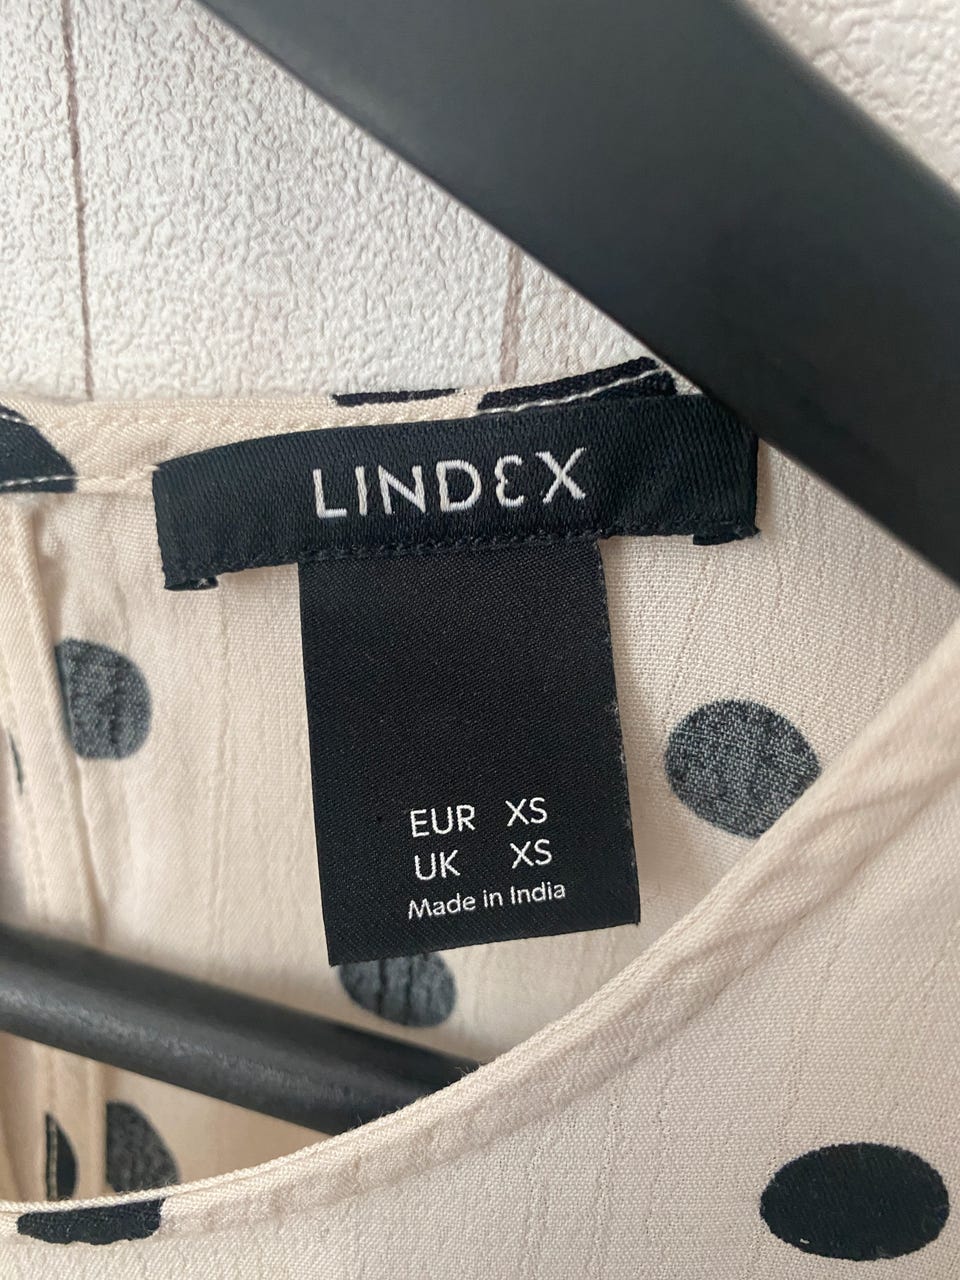 LINDEX
EUR XS
UK XS
Made in India